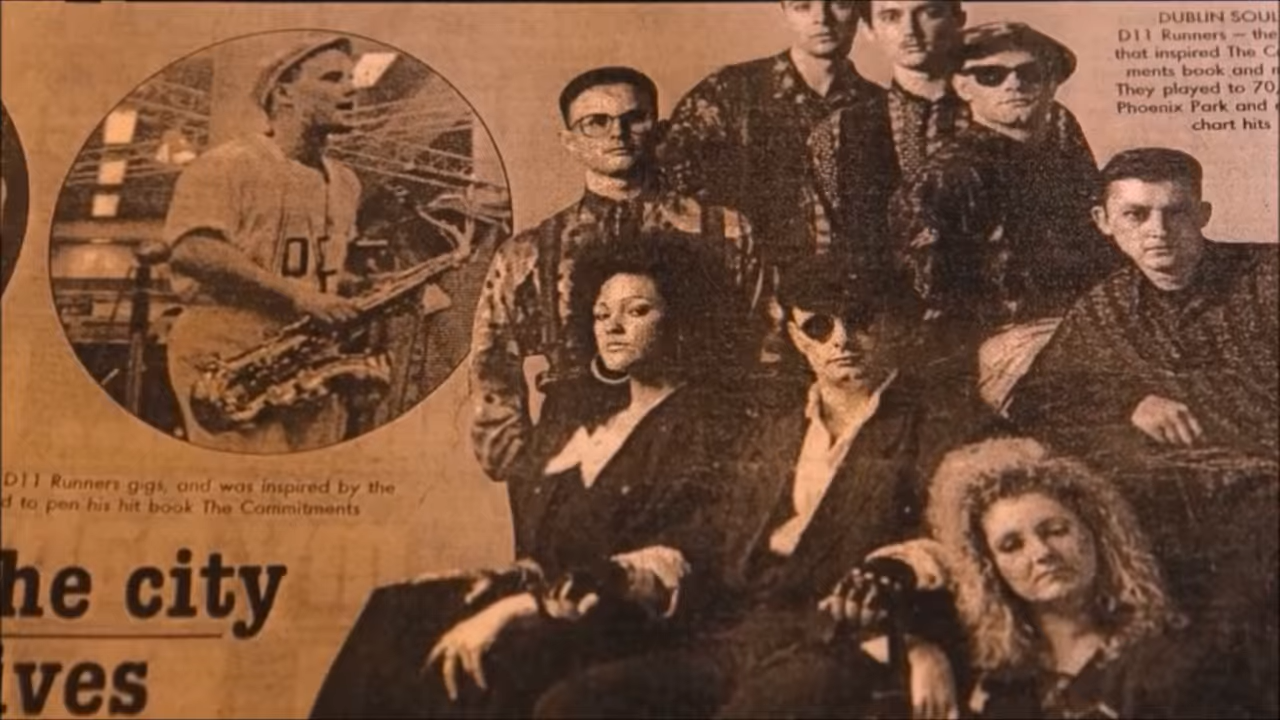 DUBLIN SOUL
D11 Runners — the
that inspired The C
ments book and m
They played to 70,
Phoenix Park and
chart hits
D11 Runners gigs, and was inspired by the
d to pen his hit book The Commitments
he city
ives